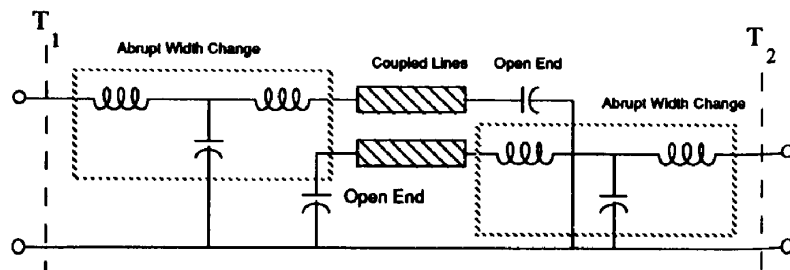 T1
T2
Abrupt Width Change
Coupled Lines
Open End
Abrupt Width Change
Open End